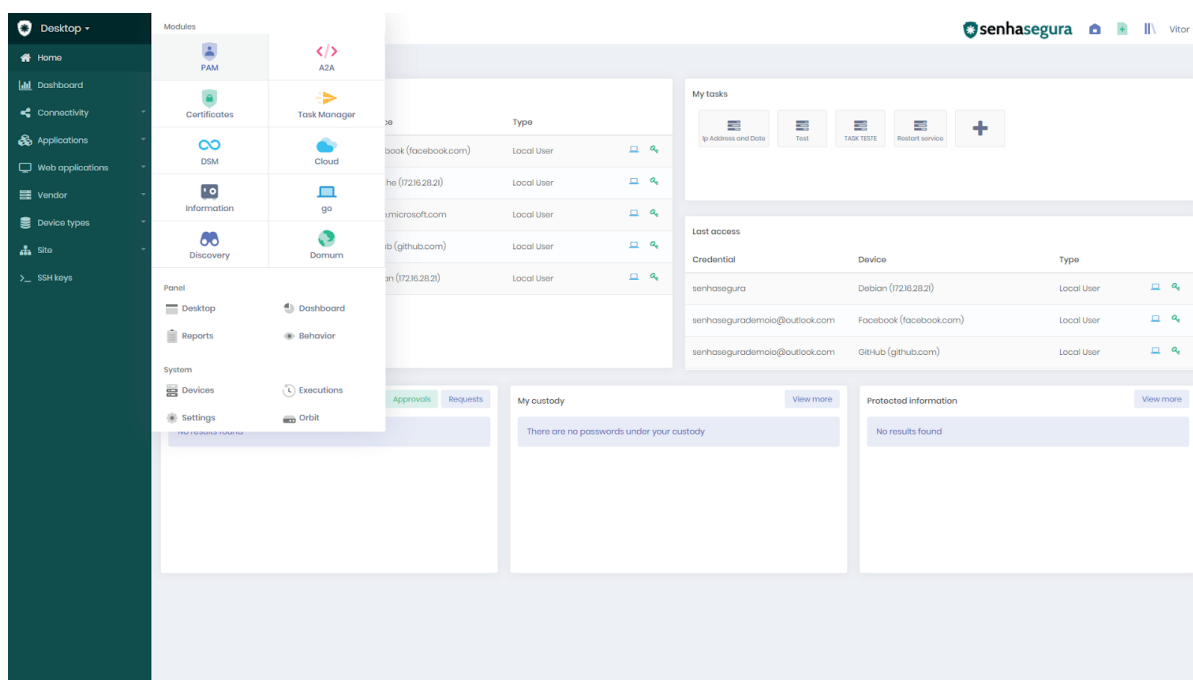 Desktop
Modules
senhasegura
Vitor
Home
Dashboard
Connectivity
Applications
Web applications
Vendor
Device types
Site
SSH keys
PAM
A2A
Certificates
Task Manager
DSM
Cloud
Information
go
Discovery
Domum
Panel
Desktop
Dashboard
Reports
Behavior
System
Devices
Executions
Settings
Orbit
Type
(facebook.com)
Local User
(172.16.28.21)
Local User
Local User
(github.com)
Local User
(172.16.28.21)
Local User
My tasks
Ip Address and Date
Test
TASK TESTE
Restart service
Last access
Credential
Device
Type
senhasegura
Debian (172.16.28.21)
Local User
senhasegurademoio@outlook.com
Facebook (facebook.com)
Local User
senhasegurademoio@outlook.com
GitHub (github.com)
Local User
Approvals
Requests
No results found
My custody
View more
There are no passwords under your custody
Protected information
View more
No results found